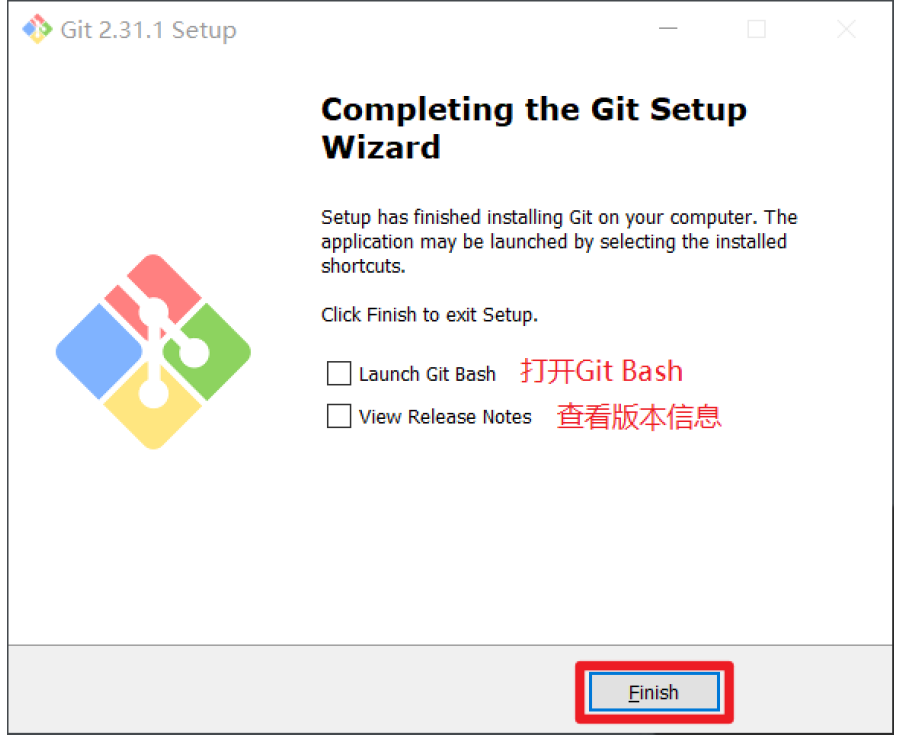 Git 2.31.1 Setup
Completing the Git Setup
Wizard
Setup has finished installing Git on your computer. The
application may be launched by selecting the installed
shortcuts.
Click Finish to exit Setup.
Launch Git Bash 打开Git Bash
View Release Notes 查看版本信息
Finish